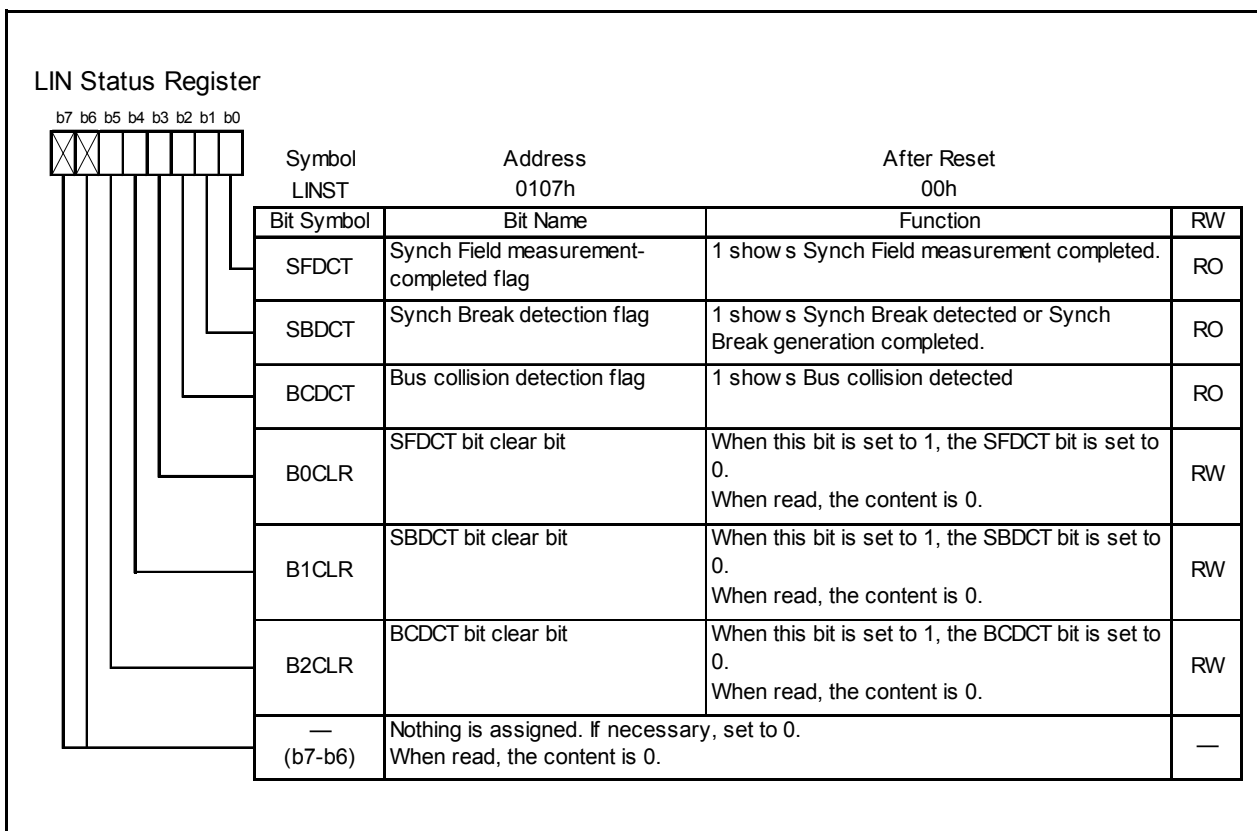 LIN Status Register
b7 b6 b5 b4 b3 b2 b1 b0
Symbol Address After Reset
LINST 0107h 00h
Bit Symbol Bit Name Function RW
SFDCT Synch Field measurement- 1 shows Synch Field measurement completed. RO
completed flag
SBDCT Synch Break detection flag 1 shows Synch Break detected or Synch RO
Break generation completed.
BCDCT Bus collision detection flag 1 shows Bus collision detected RO
B0CLR SFDCT bit clear bit When this bit is set to 1, the SFDCT bit is set to RW
0.
When read, the content is 0.
B1CLR SBDCT bit clear bit When this bit is set to 1, the SBDCT bit is set to RW
0.
When read, the content is 0.
B2CLR BCDCT bit clear bit When this bit is set to 1, the BCDCT bit is set to RW
0.
When read, the content is 0.
— Nothing is assigned. If necessary, set to 0. —
(b7-b6) When read, the content is 0.